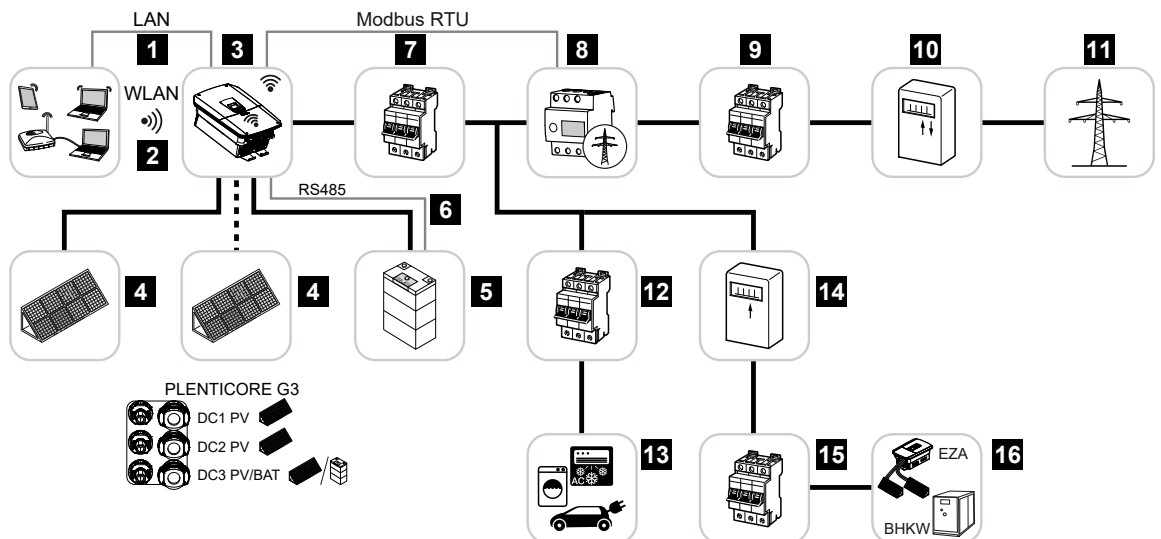 LAN
Modbus RTU
1
3
7
8
9
10
11
WLAN
2
RS485
6
4
4
5
12
14
PLENTICORE G3
DC1 PV
DC2 PV
DC3 PV/BAT
13
AC
15
EZA
16
BHKW